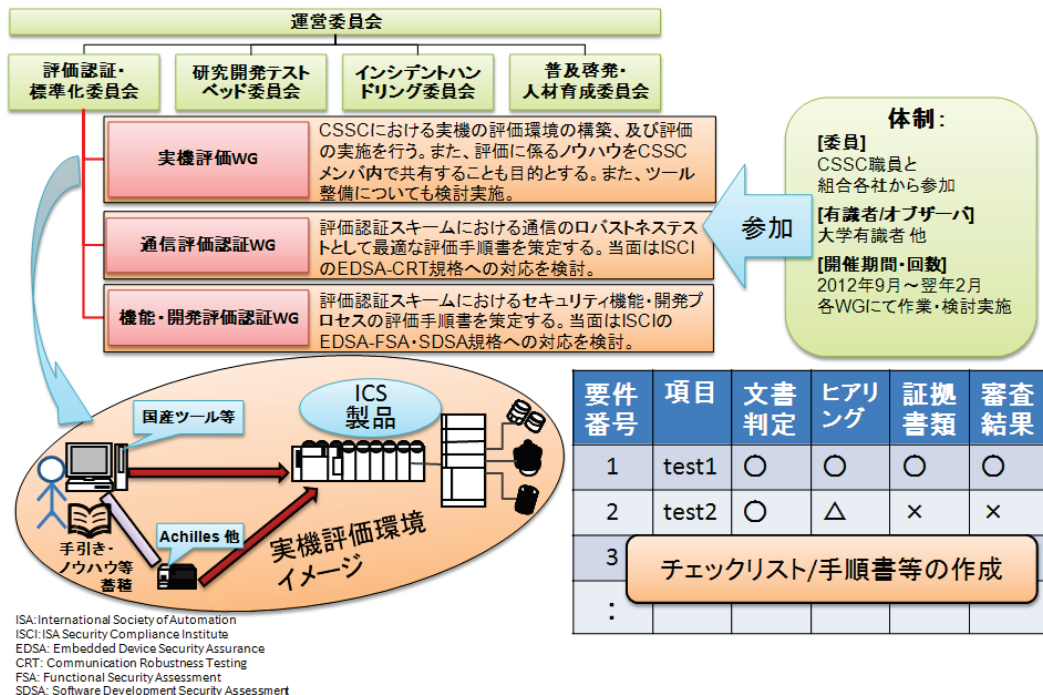 運営委員会
評価認証・
標準化委員会
研究開発テスト
ベッド委員会
インシデントハン
ドリング委員会
普及啓発・
人材育成委員会
実機評価WG
CSSCにおける実機の評価環境の構築、及び評価
の実施を行う。また、評価に係るノウハウをCSSC
メンバ内で共有することも目的とする。また、ツール
整備についても検討実施。
通信評価認証WG
評価認証スキームにおける通信のロバストネステ
ストとして最適な評価手順書を策定する。当面はISCI
のEDSA-CRT規格への対応を検討。
機能・開発評価認証WG
評価認証スキームにおけるセキュリティ機能・開発プ
ロセスの評価手順書を策定する。当面はISCIの
EDSA-FSA・SDSA規格への対応を検討。
参加
体制:
[委員]
CSSC職員と
組合各社から参加
[有識者/オブザーバ]
大学有識者 他
[開催期間・回数]
2012年9月～翌年2月
各WGにて作業・検討実施
国産ツール等
ICS
製品
手引き・
ノウハウ等
蓄積
Achilles 他
実機評価環境
イメージ
要件番号 項目 文書判定 ヒアリング 証拠書類 審査結果
1 test1 ○ ○ ○ ○
2 test2 ○ △ × ×
3
:
チェックリスト/手順書等の作成
ISA: International Society of Automation
ISCI: ISA Security Compliance Institute
EDSA: Embedded Device Security Assurance
CRT: Communication Robustness Testing
FSA: Functional Security Assessment
SDSA: Software Development Security Assessment